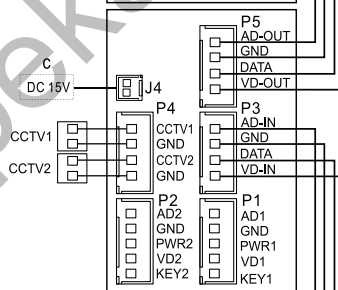 P5
AD-OUT
GND
DATA
VD-OUT
C
DC 15V
J4
P4
CCTV1
GND
CCTV2
GND
CCTV1
CCTV2
P3
AD-IN
GND
DATA
VD-IN
P2
AD2
GND
PWR2
VD2
KEY2
P1
AD1
GND
PWR1
VD1
KEY1